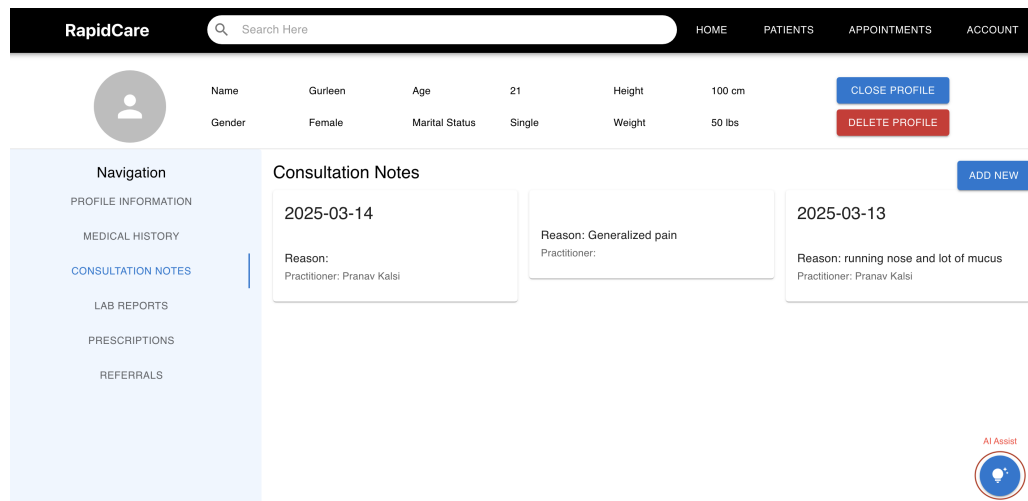 RapidCare
Search Here
HOME
PATIENTS
APPOINTMENTS
ACCOUNT
Name Gurleen Age 21 Height 100 cm
Gender Female Marital Status Single Weight 50 lbs
CLOSE PROFILE
DELETE PROFILE
Navigation
PROFILE INFORMATION
MEDICAL HISTORY
CONSULTATION NOTES
LAB REPORTS
PRESCRIPTIONS
REFERRALS
Consultation Notes
ADD NEW
2025-03-14
Reason:
Practitioner: Pranav Kalsi
Reason: Generalized pain
Practitioner:
2025-03-13
Reason: running nose and lot of mucus
Practitioner: Pranav Kalsi
AI Assist